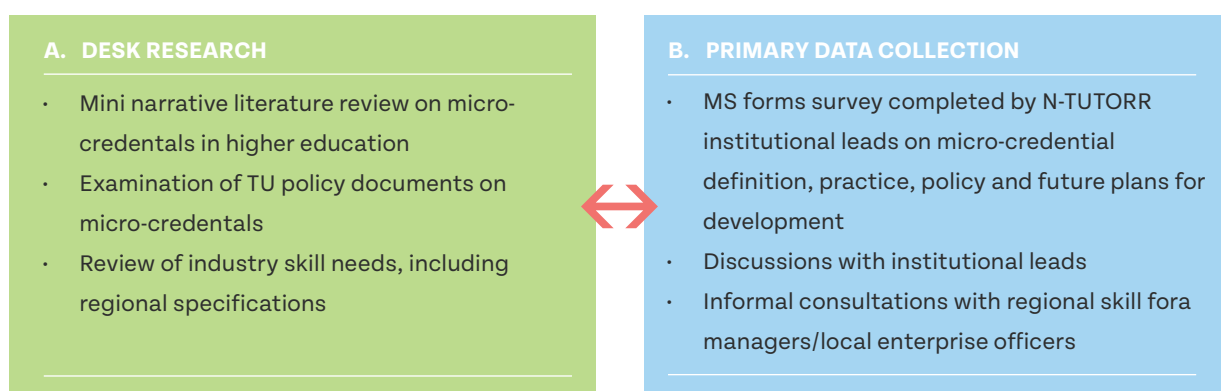 A. DESK RESEARCH
• Mini narrative literature review on micro-
credentals in higher education
• Examination of TU policy documents on
micro-credentals
• Review of industry skill needs, including
regional specifications
B. PRIMARY DATA COLLECTION
• MS forms survey completed by N-TUTORR
institutional leads on micro-credential
definition, practice, policy and future plans for
development
• Discussions with institutional leads
• Informal consultations with regional skill fora
managers/local enterprise officers